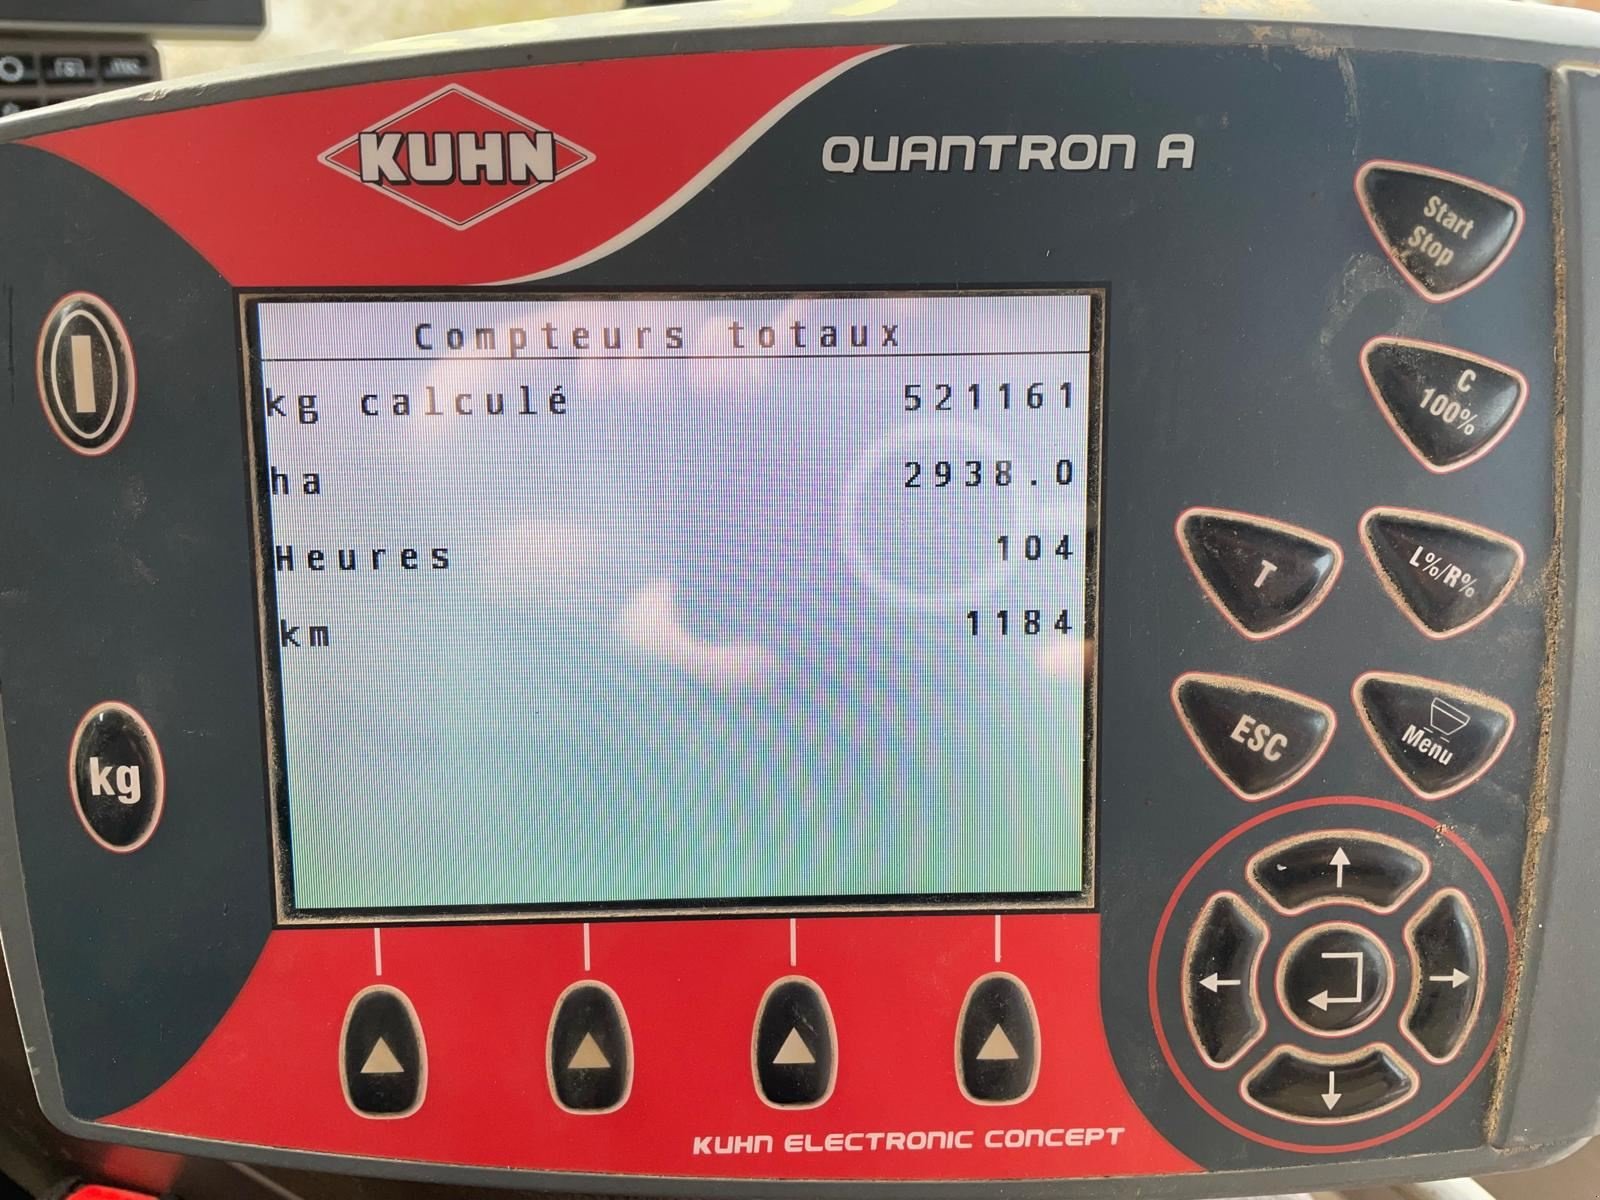 KUHN
QUANTRON A
Start
Stop
Compteurs totaux
kg calculé 521161
C
100%
ha 2938.0
Heures 104
T
L%/R%
km 1184
ESC
Menu
kg
KUHN ELECTRONIC CONCEPT